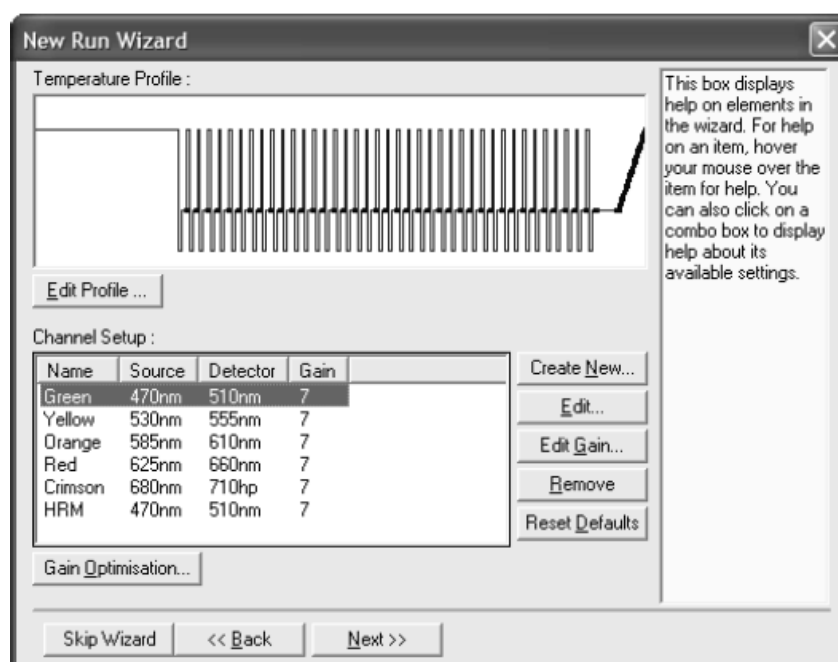 New Run Wizard
Temperature Profile :
Edit Profile ...
Channel Setup :
Name Source Detector Gain
Green 470nm 510nm 7
Yellow 530nm 555nm 7
Orange 585nm 610nm 7
Red 625nm 660nm 7
Crimson 680nm 710hp 7
HRM 470nm 510nm 7
Create New...
Edit...
Edit Gain...
Remove
Reset Defaults
Gain Optimisation...
This box displays
help on elements in
the wizard. For help
on an item, hover
your mouse over the
item for help. You
can also click on a
combo box to display
help about its
available settings.
Skip Wizard
<< Back
Next >>